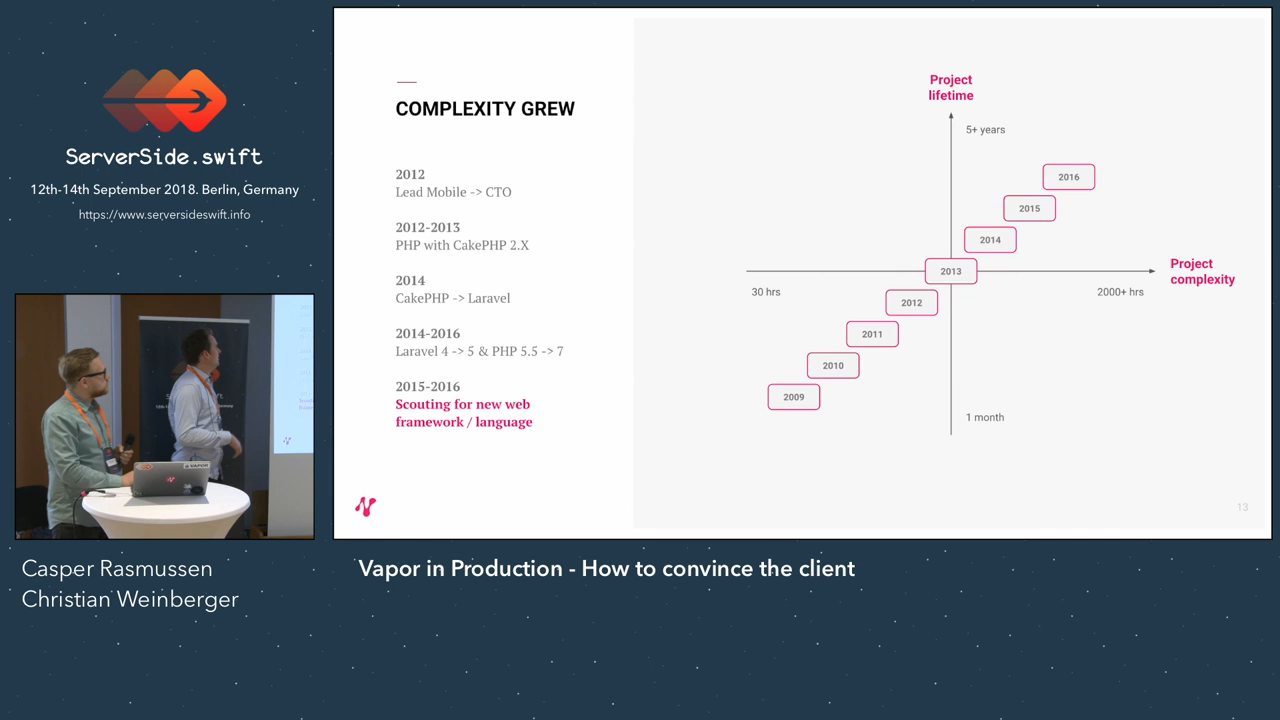 ServerSide.swift
12th-14th September 2018. Berlin, Germany
https://www.serversideswift.info
Casper Rasmussen
Christian Weinberger
COMPLEXITY GREW
2012
Lead Mobile -> CTO
2012-2013
PHP with CakePHP 2.X
2014
CakePHP -> Laravel
2014-2016
Laravel 4 -> 5 & PHP 5.5 -> 7
2015-2016
Scouting for new web
framework / language
Project
lifetime
5+ years
2016
2015
2014
2013
Project
complexity
30 hrs
2000+ hrs
2012
2011
2010
2009
1 month
13
Vapor in Production - How to convince the client